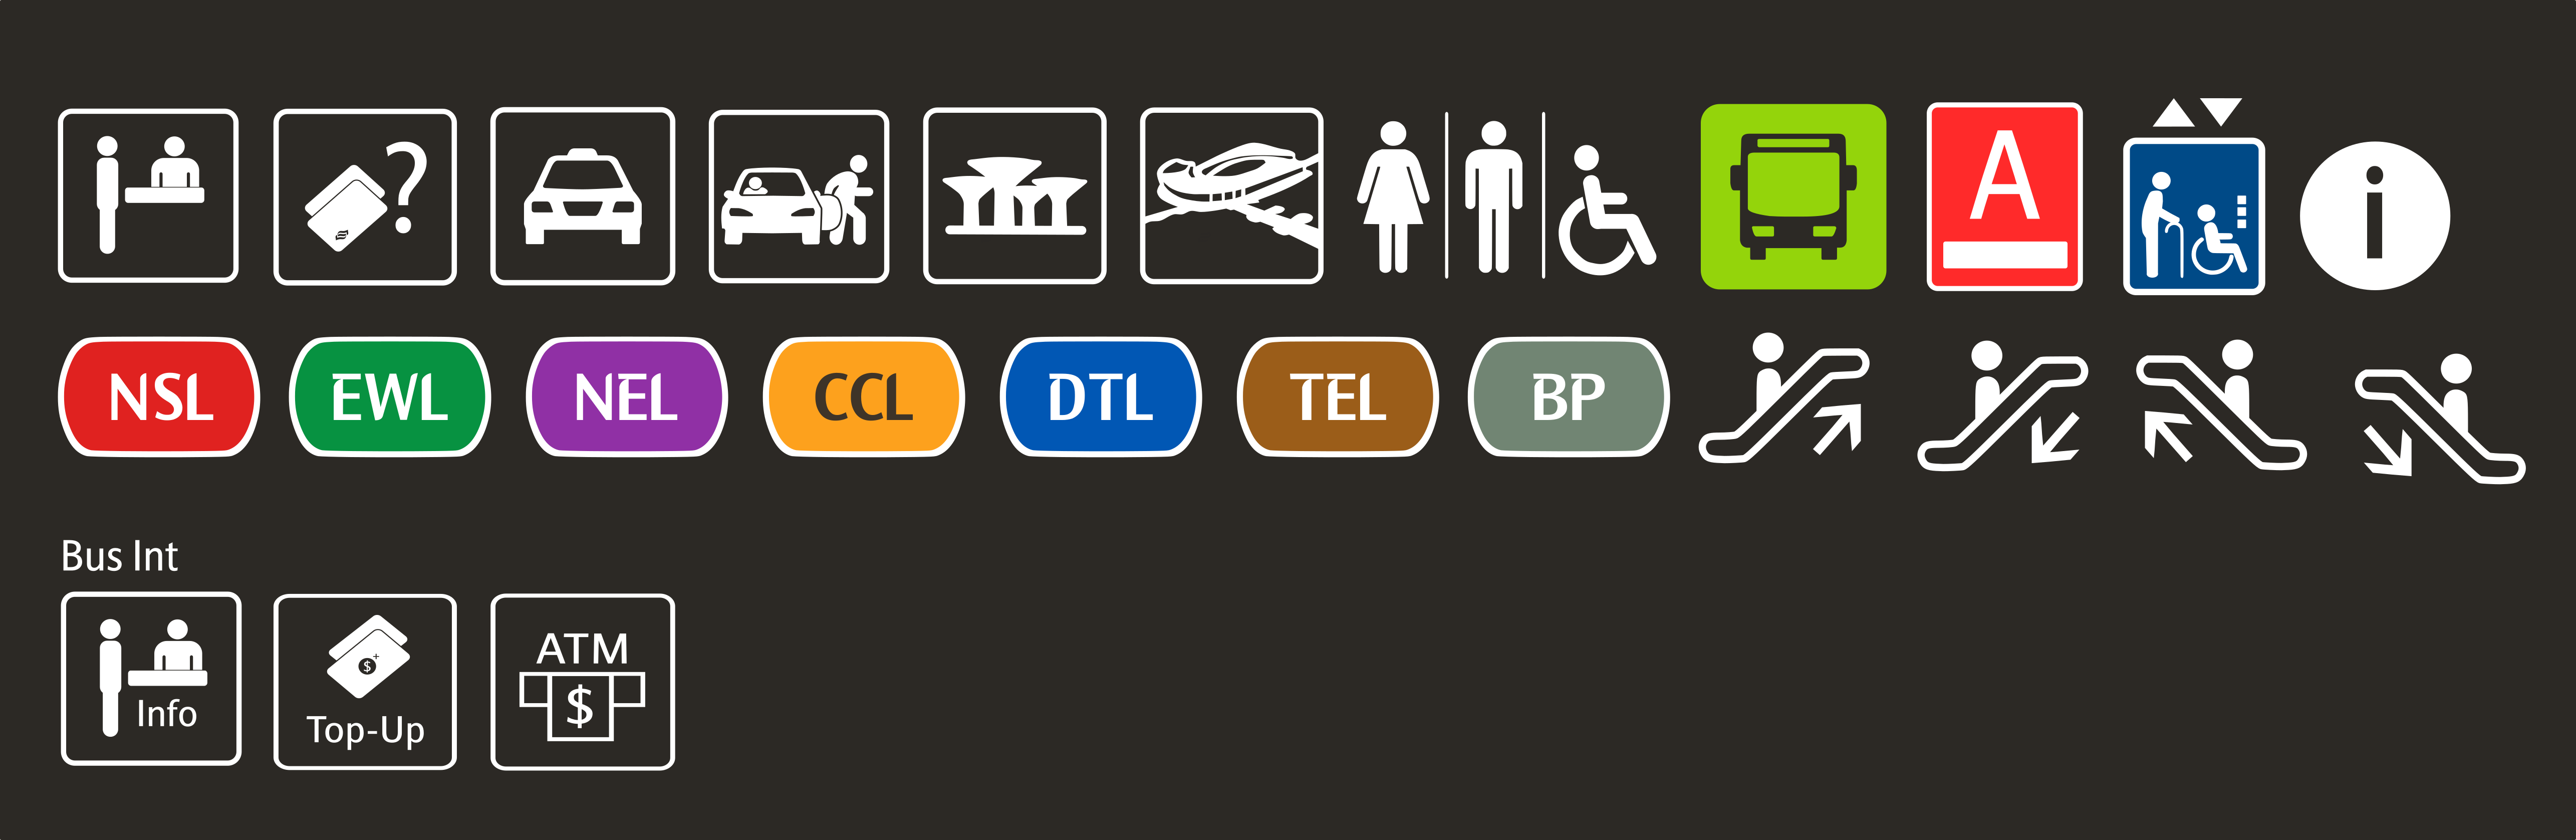 ?
A
i
NSL EWL NEL CCL DTL TEL BP
Bus Int
Info
$+
Top-Up
ATM
$